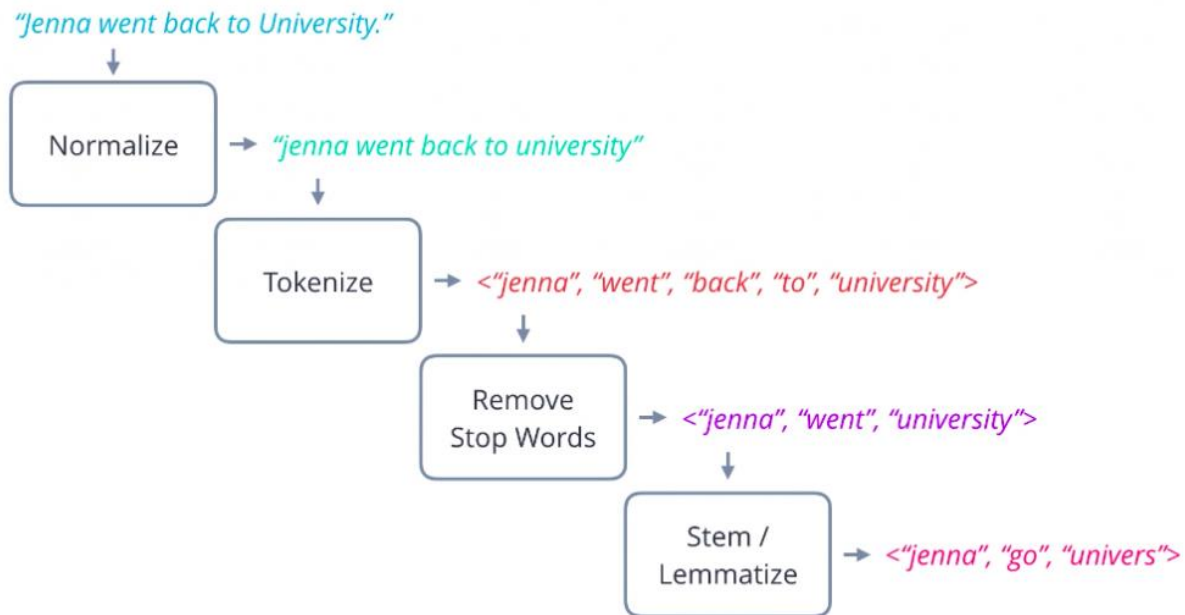 “Jenna went back to University.”
Normalize
“jenna went back to university”
Tokenize
<“jenna”, “went”, “back”, “to”, “university”>
Remove
Stop Words
<“jenna”, “went”, “university”>
Stem /
Lemmatize
<“jenna”, “go”, “univers”>